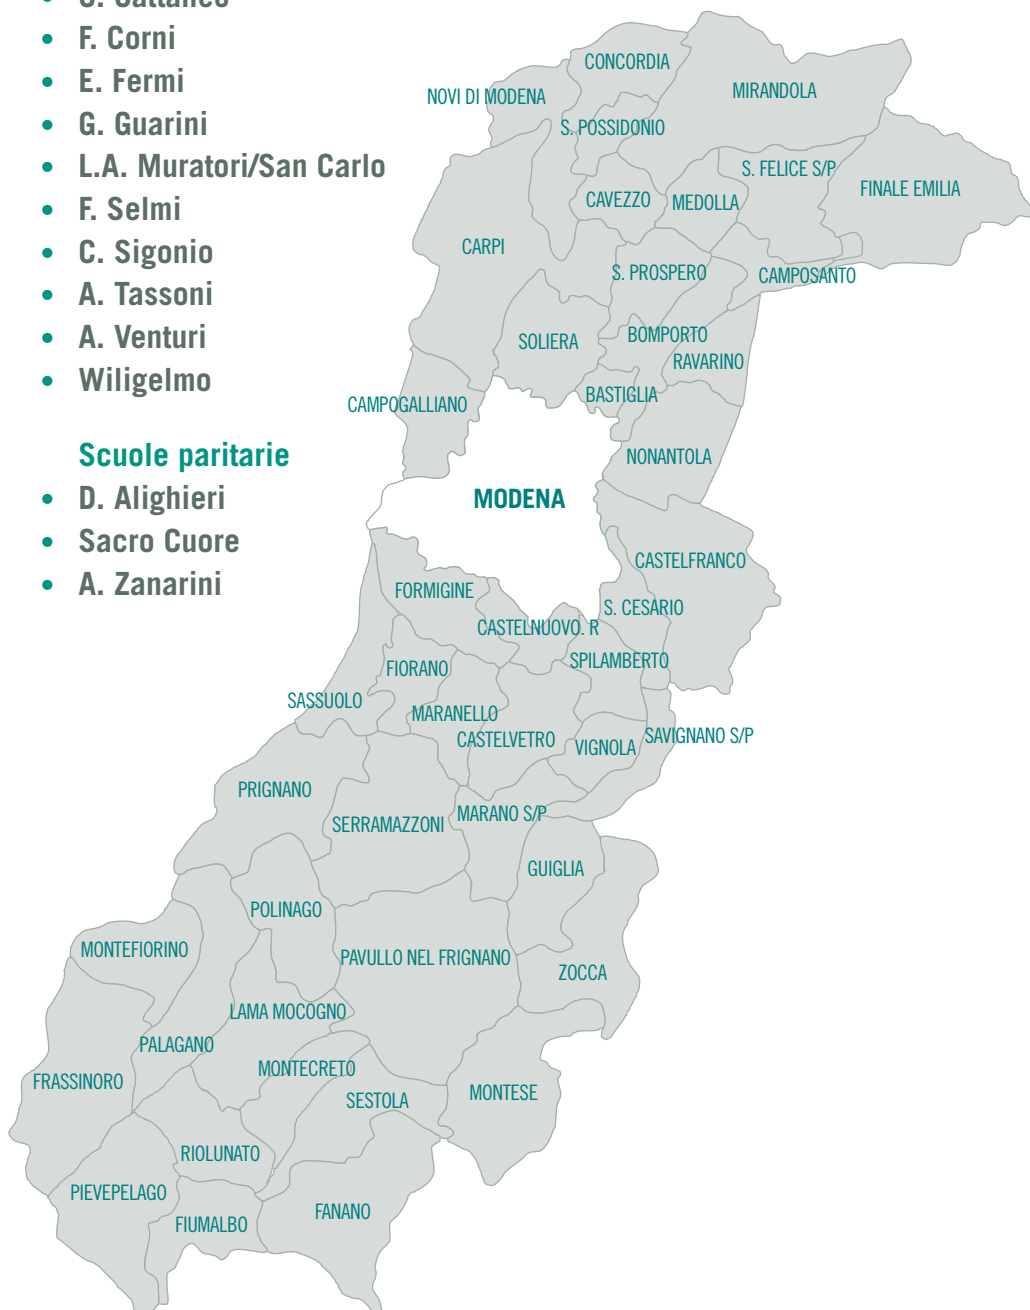 • F. Corni
• E. Fermi
• G. Guarini
• L.A. Muratori/San Carlo
• F. Selmi
• C. Sigonio
• A. Tassoni
• A. Venturi
• Wiligelmo
Scuole paritarie
• D. Alighieri
• Sacro Cuore
• A. Zanarini
CONCORDIA
MIRANDOLA
NOVI DI MODENA
S. POSSIDONIO
S. FELICE S/P
FINALE EMILIA
CAVEZZO
MEDOLLA
CARPI
S. PROSPERO
CAMPOSANTO
SOLIERA
BOMPORTO
RAVARINO
BASTIGLIA
CAMPOGALLIANO
NONANTOLA
MODENA
CASTELFRANCO
FORMIGINE
S. CESARIO
CASTELNUOVO. R
SPILAMBERTO
FIORANO
SASSUOLO
MARANELLO
CASTELVETRO
VIGNOLA
SAVIGNANO S/P
PRIGNANO
MARANO S/P
SERRAMAZZONI
GUIGLIA
POLINAGO
MONTEFIORINO
PAVULLO NEL FRIGNANO
ZOCCA
LAMA MOCOGNO
PALAGANO
MONTECRETO
FRASSINORO
SESTOLA
MONTESE
RIOLUNATO
PIEVEPELAGO
FANANO
FIUMALBO